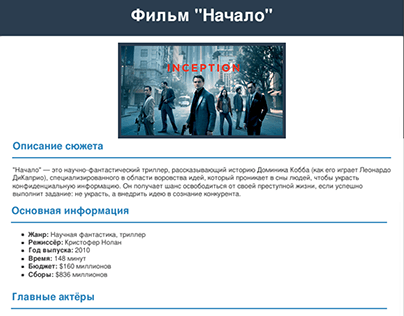 Фильм "Начало"
INCEPTION
Описание сюжета
"Начало" — это научно-фантастический триллер, рассказывающий историю Доминика Кобба (как его играет Леонардо
ДиКаприо), специализированного в области воровства идей, который проникает в сны людей, чтобы украсть
конфиденциальную информацию. Он получает шанс освободиться от своей преступной жизни, если успешно
выполнит задание: не украсть, а внедрить идею в сознание конкурента.
Основная информация
• Жанр: Научная фантастика, триллер
• Режиссёр: Кристофер Нолан
• Год выпуска: 2010
• Время: 148 минут
• Бюджет: $160 миллионов
• Сборы: $836 миллионов
Главные актёры